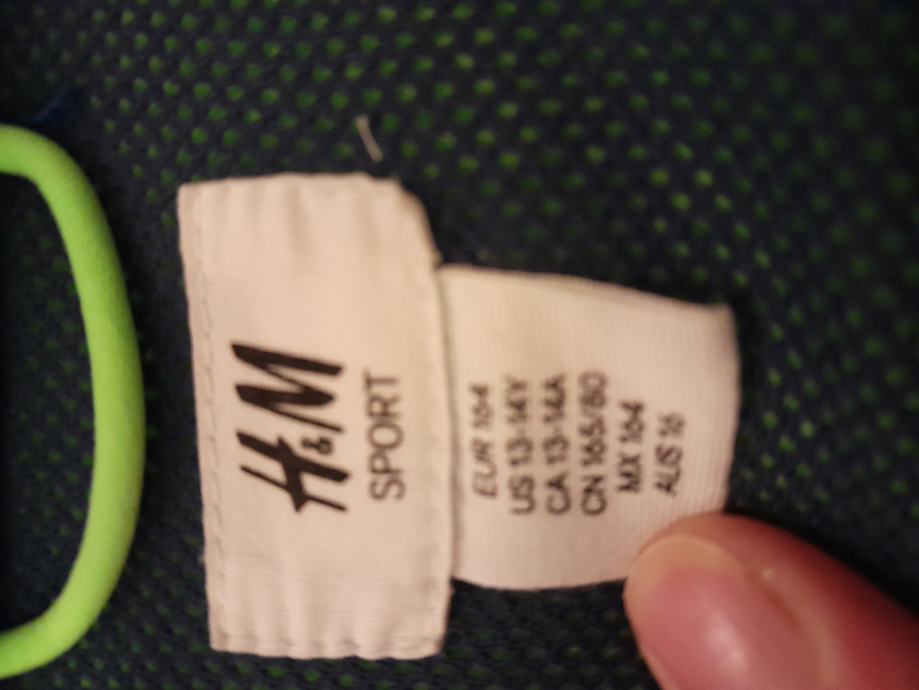 H&M
SPORT
EUR 164
US 13-14Y
CA 13-14A
CN 165/80
MX 164
AUS 16